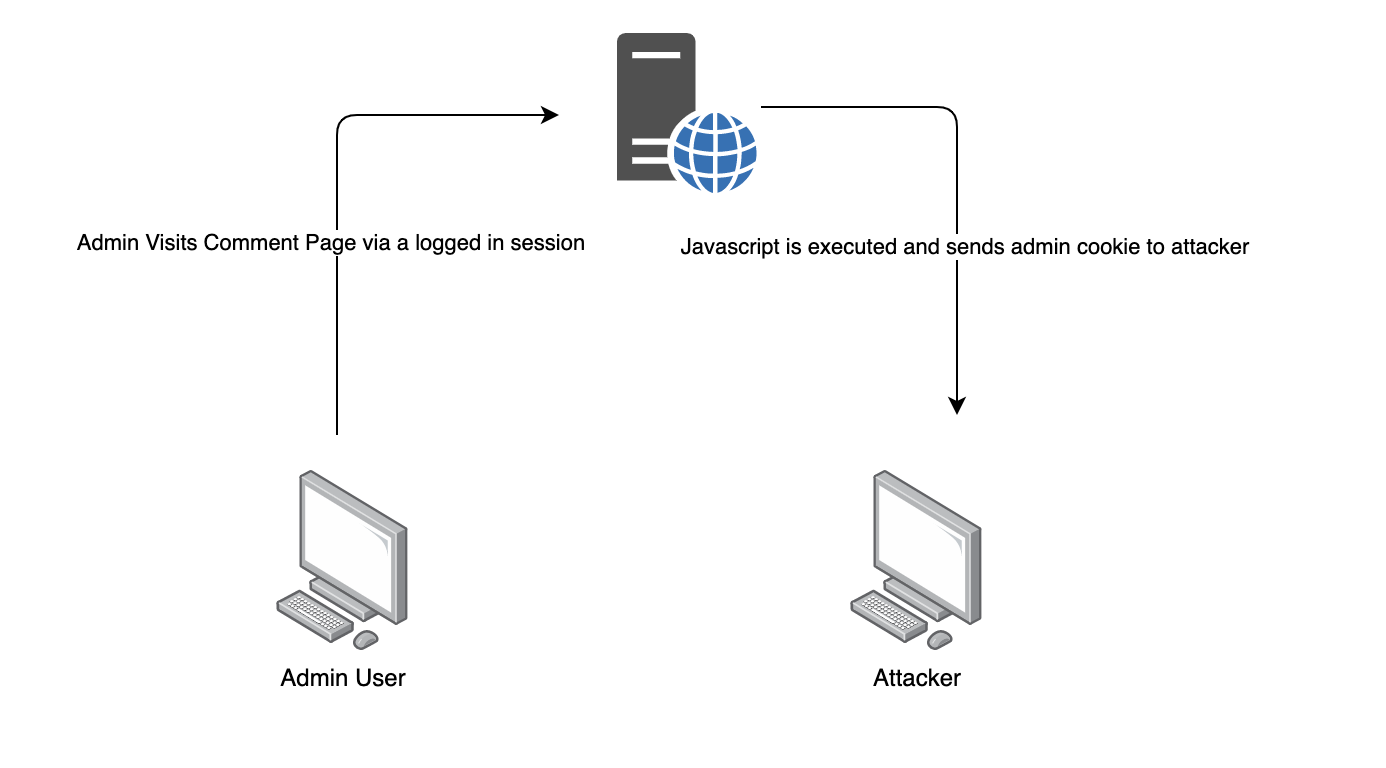 Admin Visits Comment Page via a logged in session
Javascript is executed and sends admin cookie to attacker
Admin User
Attacker